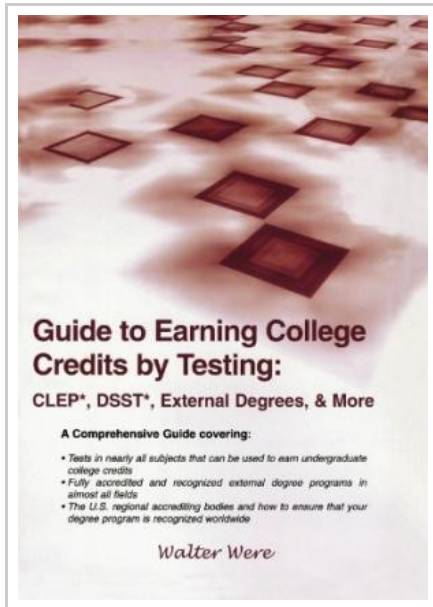 Guide to Earning College
Credits by Testing:
CLEP*, DSST*, External Degrees, & More
A Comprehensive Guide covering:
• Tests in nearly all subjects that can be used to earn undergraduate
college credits
• Fully accredited and recognized external degree programs in
almost all fields
• The U.S. regional accrediting bodies and how to ensure that your
degree program is recognized worldwide
Walter Were